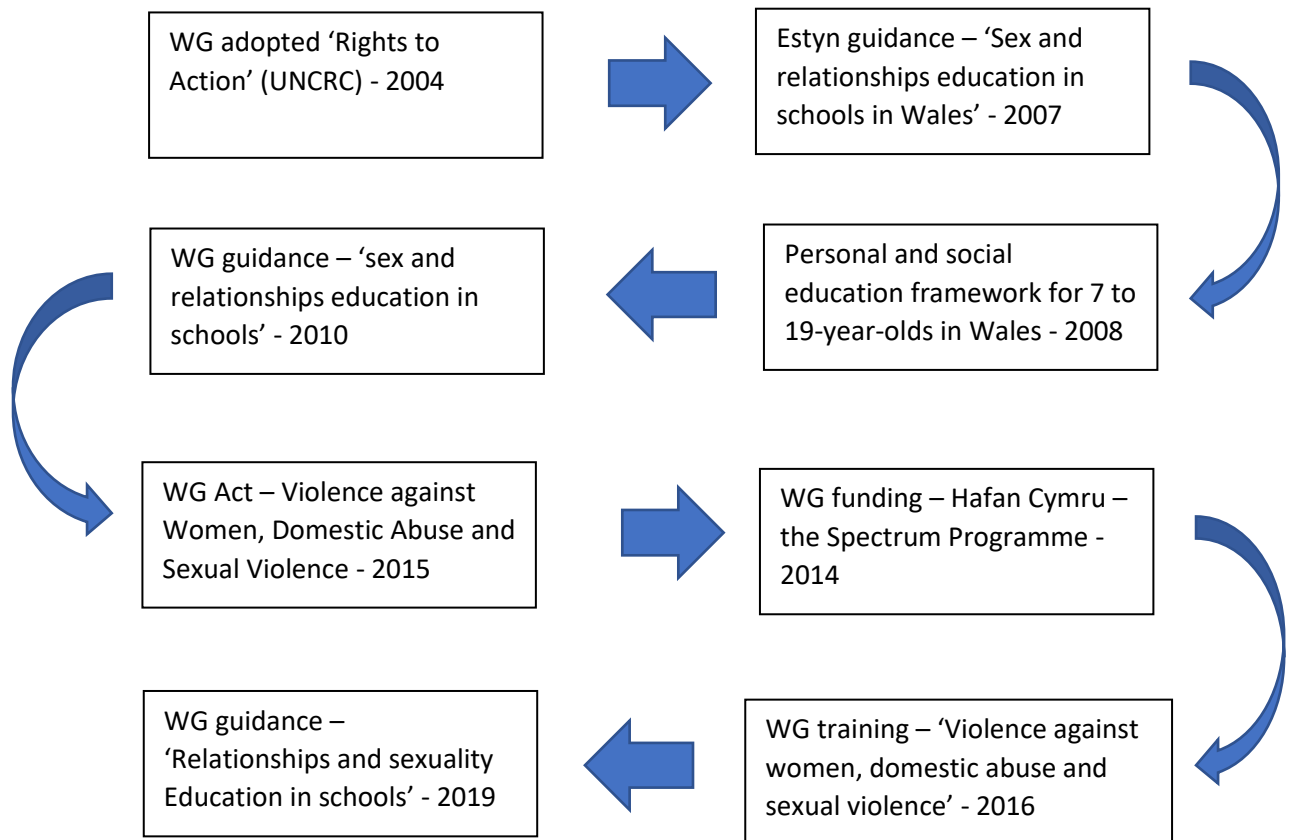 WG adopted ‘Rights to
Action’ (UNCRC) - 2004
Estyn guidance – ‘Sex and
relationships education in
schools in Wales’ - 2007
Personal and social
education framework for 7 to
19-year-olds in Wales - 2008
WG guidance – ‘sex and
relationships education in
schools’ - 2010
WG Act – Violence against
Women, Domestic Abuse and
Sexual Violence - 2015
WG funding – Hafan Cymru –
the Spectrum Programme -
2014
WG training – ‘Violence against
women, domestic abuse and
sexual violence’ - 2016
WG guidance –
‘Relationships and sexuality
Education in schools’ - 2019